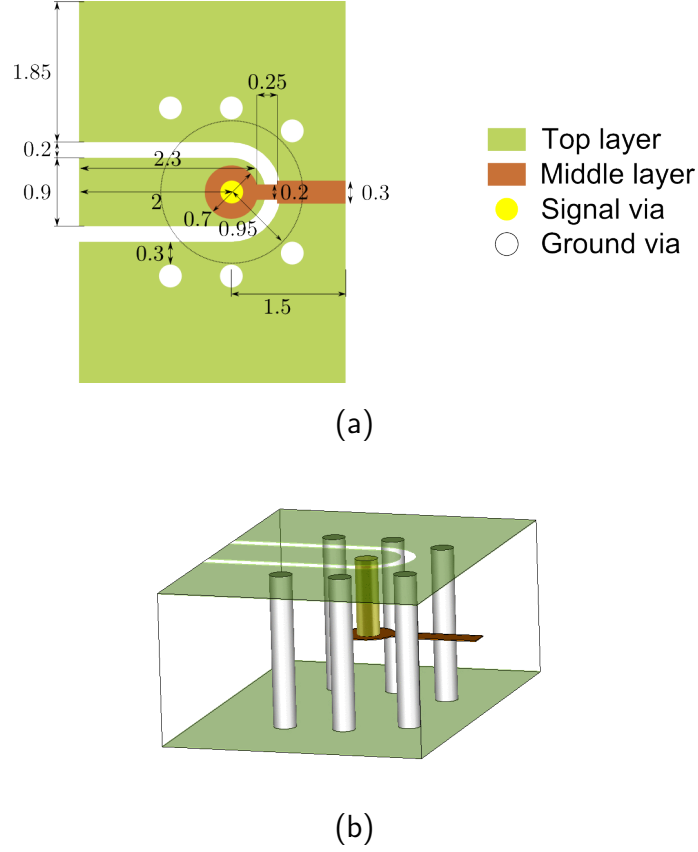 1.85
0.25
0.2
2.3
0.9
2
0.2
0.3
0.7
0.95
0.3
1.5
Top layer
Middle layer
Signal via
Ground via
(a)
(b)